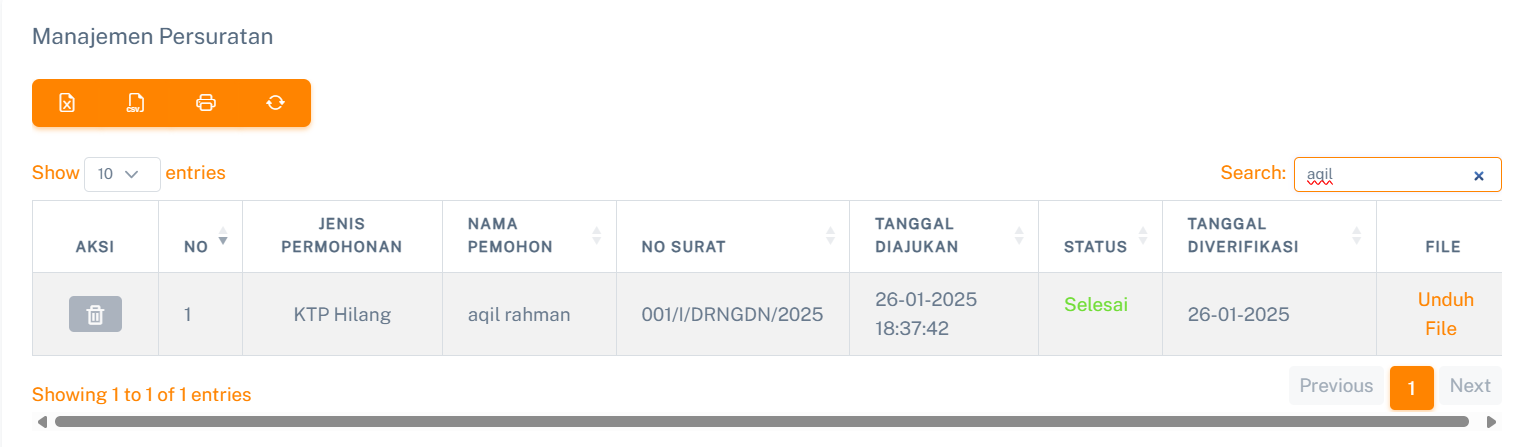 Manajemen Persuratan
CSV
Show 10 entries
Search: aqil ×
AKSI
NO
JENIS
PERMOHONAN
NAMA
PEMOHON
NO SURAT
TANGGAL
DIAJUKAN
STATUS
TANGGAL
DIVERIFIKASI
FILE
1
KTP Hilang
aqil rahman
001/I/DRNGDN/2025
26-01-2025
18:37:42
Selesai
26-01-2025
Unduh
File
Showing 1 to 1 of 1 entries
Previous 1 Next